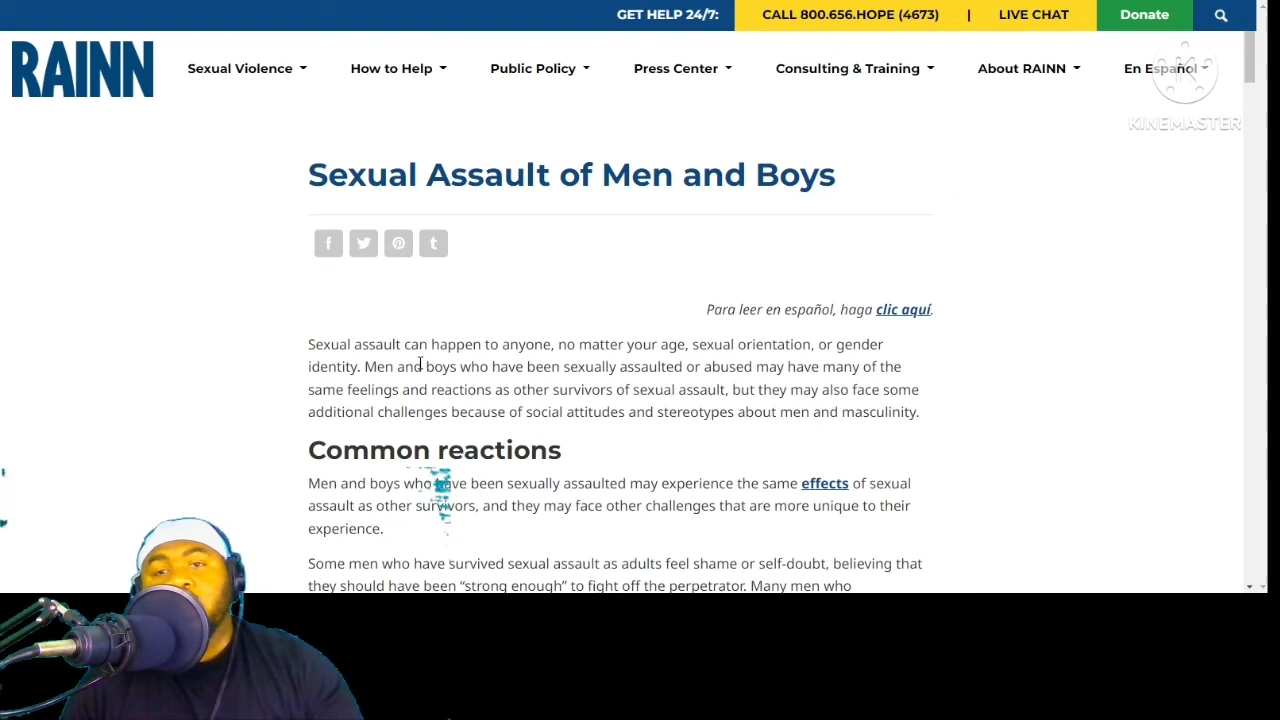 GET HELP 24/7: CALL 800.656.HOPE (4673) | LIVE CHAT Donate
RAINN Sexual Violence How to Help Public Policy Press Center Consulting & Training About RAINN En Español
KINEMASTER
Sexual Assault of Men and Boys
Para leer en español, haga clic aquí.
Sexual assault can happen to anyone, no matter your age, sexual orientation, or gender
identity. Men and boys who have been sexually assaulted or abused may have many of the
same feelings and reactions as other survivors of sexual assault, but they may also face some
additional challenges because of social attitudes and stereotypes about men and masculinity.
Common reactions
Men and boys who have been sexually assaulted may experience the same effects of sexual
assault as other survivors, and they may face other challenges that are more unique to their
experience.
Some men who have survived sexual assault as adults feel shame or self-doubt, believing that
they should have been “strong enough” to fight off the perpetrator. Many men who